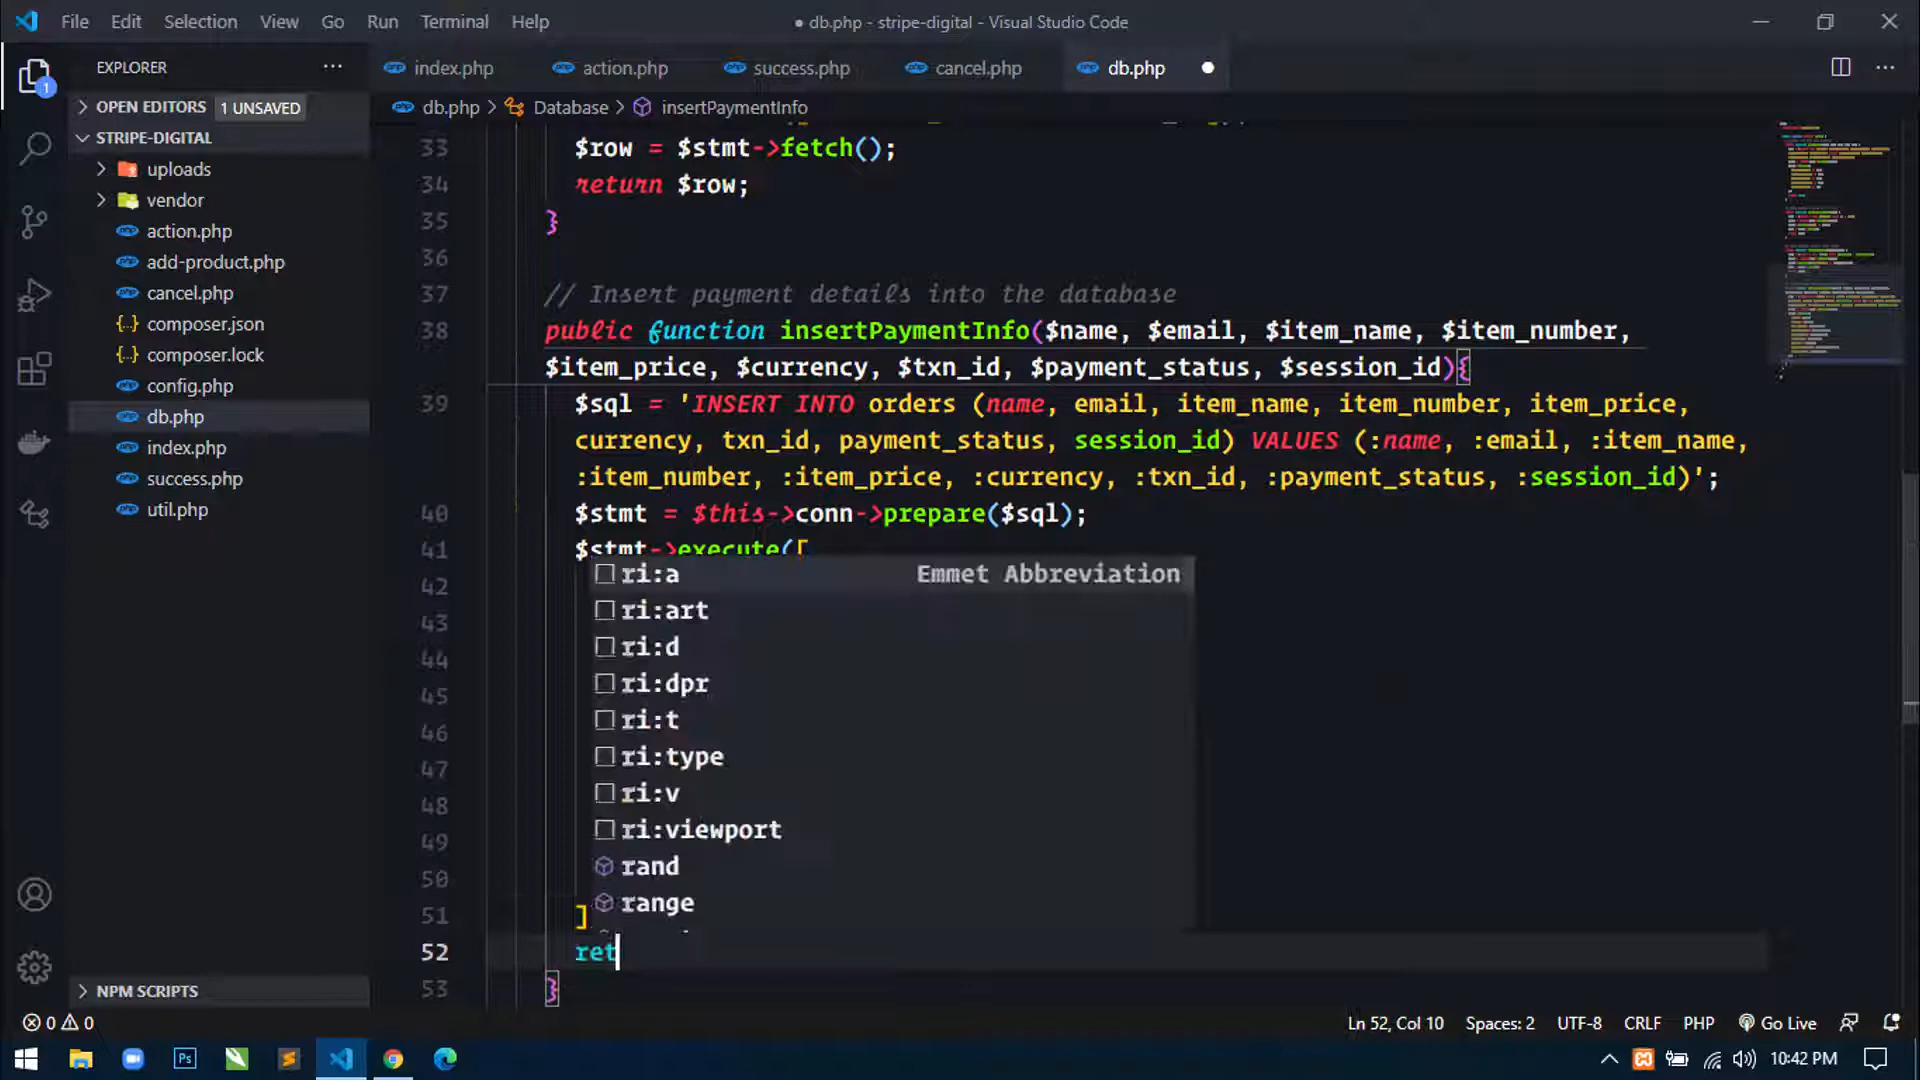 File Edit Selection View Go Run Terminal Help
● db.php - stripe-digital - Visual Studio Code
EXPLORER
index.php action.php success.php cancel.php db.php
OPEN EDITORS 1 UNSAVED
db.php > Database > insertPaymentInfo
STRIPE-DIGITAL
uploads
vendor
action.php
add-product.php
cancel.php
composer.json
composer.lock
config.php
db.php
index.php
success.php
util.php
NPM SCRIPTS
33 $row = $stmt->fetch();
34 return $row;
35 }
36
37 // Insert payment details into the database
38 public function insertPaymentInfo($name, $email, $item_name, $item_number,
$item_price, $currency, $txn_id, $payment_status, $session_id){
39 $sql = 'INSERT INTO orders (name, email, item_name, item_number, item_price,
currency, txn_id, payment_status, session_id) VALUES (:name, :email, :item_name,
:item_number, :item_price, :currency, :txn_id, :payment_status, :session_id)';
40 $stmt = $this->conn->prepare($sql);
41 $stmt->execute([
42 ri:a Emmet Abbreviation
43 ri:art
44 ri:d
45 ri:dpr
46 ri:t
47 ri:type
48 ri:v
49 ri:viewport
50 rand
51 ] range
52 ret
53 }
1
0 0
Ln 52, Col 10 Spaces: 2 UTF-8 CRLF PHP Go Live
Ps
10:42 PM